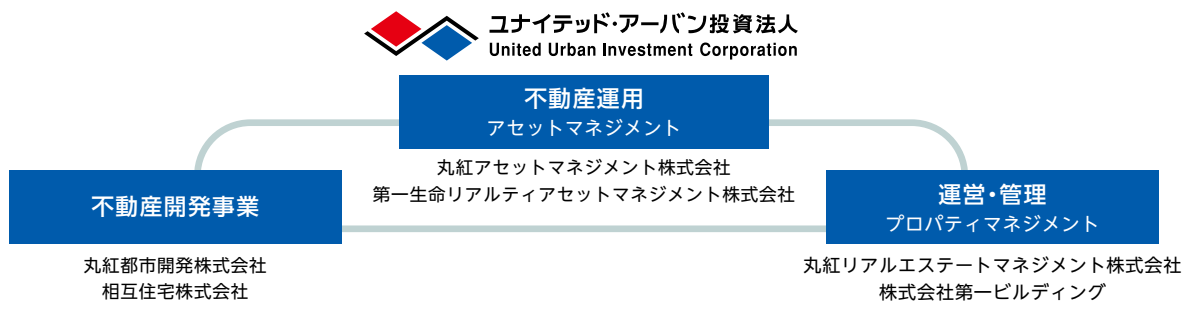 ユナイテッド・アーバン投資法人
United Urban Investment Corporation
不動産運用
アセットマネジメント
丸紅アセットマネジメント株式会社
第一生命リアルティアセットマネジメント株式会社
不動産開発事業
丸紅都市開発株式会社
相互住宅株式会社
運営・管理
プロパティマネジメント
丸紅リアルエステートマネジメント株式会社
株式会社第一ビルディング